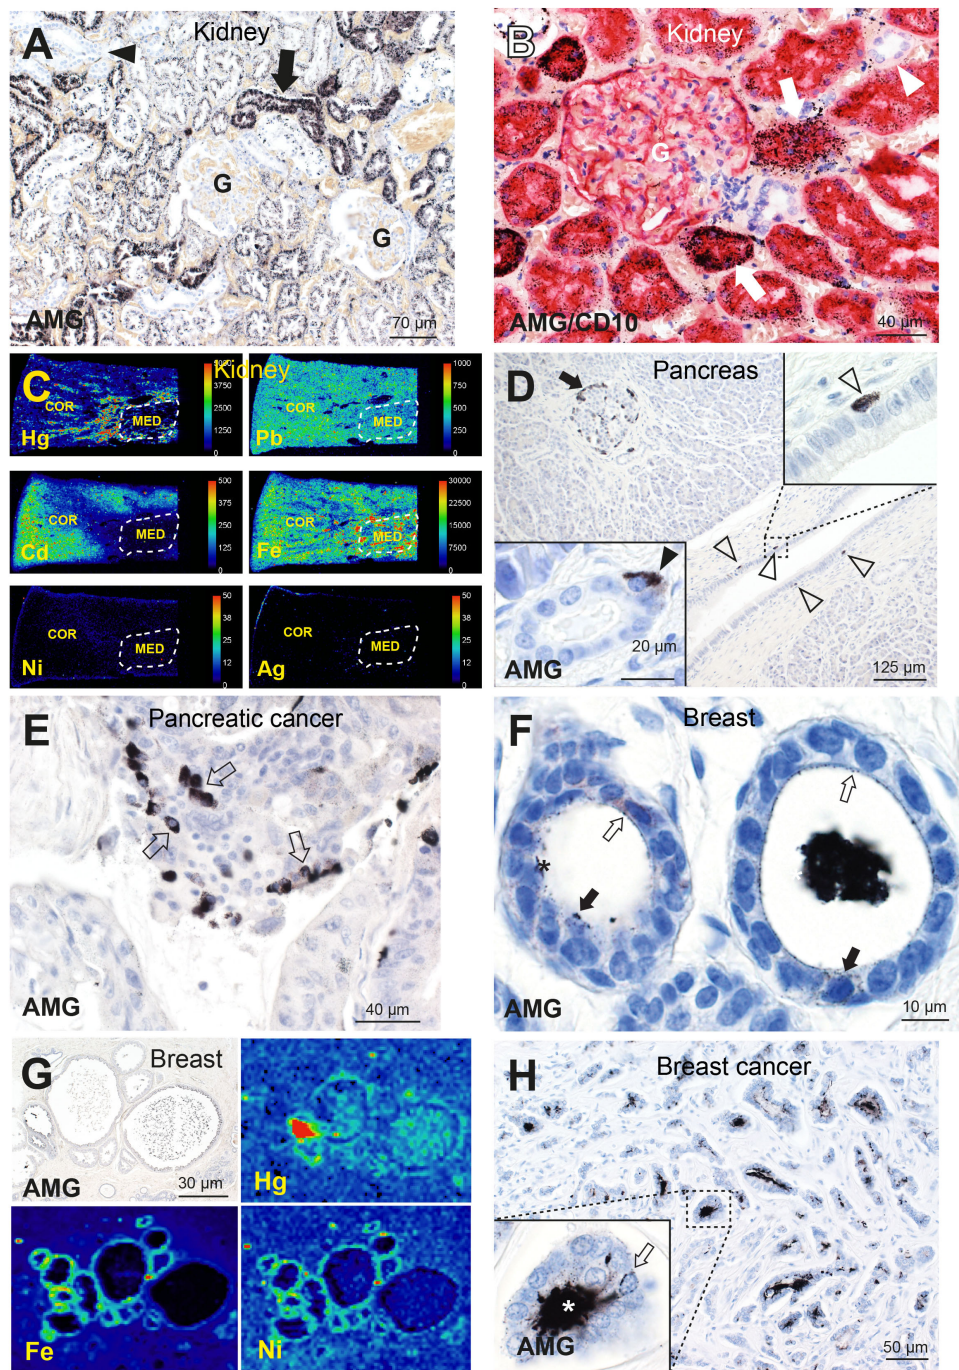 A
Kidney
G
G
AMG
70 µm
B
Kidney
G
AMG/CD10
40 µm
C
Kidney
COR
MED
Hg
1000
3750
2500
1250
0
COR
MED
Pb
1000
750
500
250
0
COR
MED
Cd
500
375
250
125
0
COR
MED
Fe
30000
22500
15000
7500
0
COR
MED
Ni
50
38
25
12
0
COR
MED
Ag
50
38
25
12
0
D
Pancreas
AMG
20 µm
125 µm
E
Pancreatic cancer
AMG
40 µm
F
Breast
*
AMG
10 µm
G
Breast
AMG
30 µm
Hg
Fe
Ni
H
Breast cancer
*
AMG
50 µm